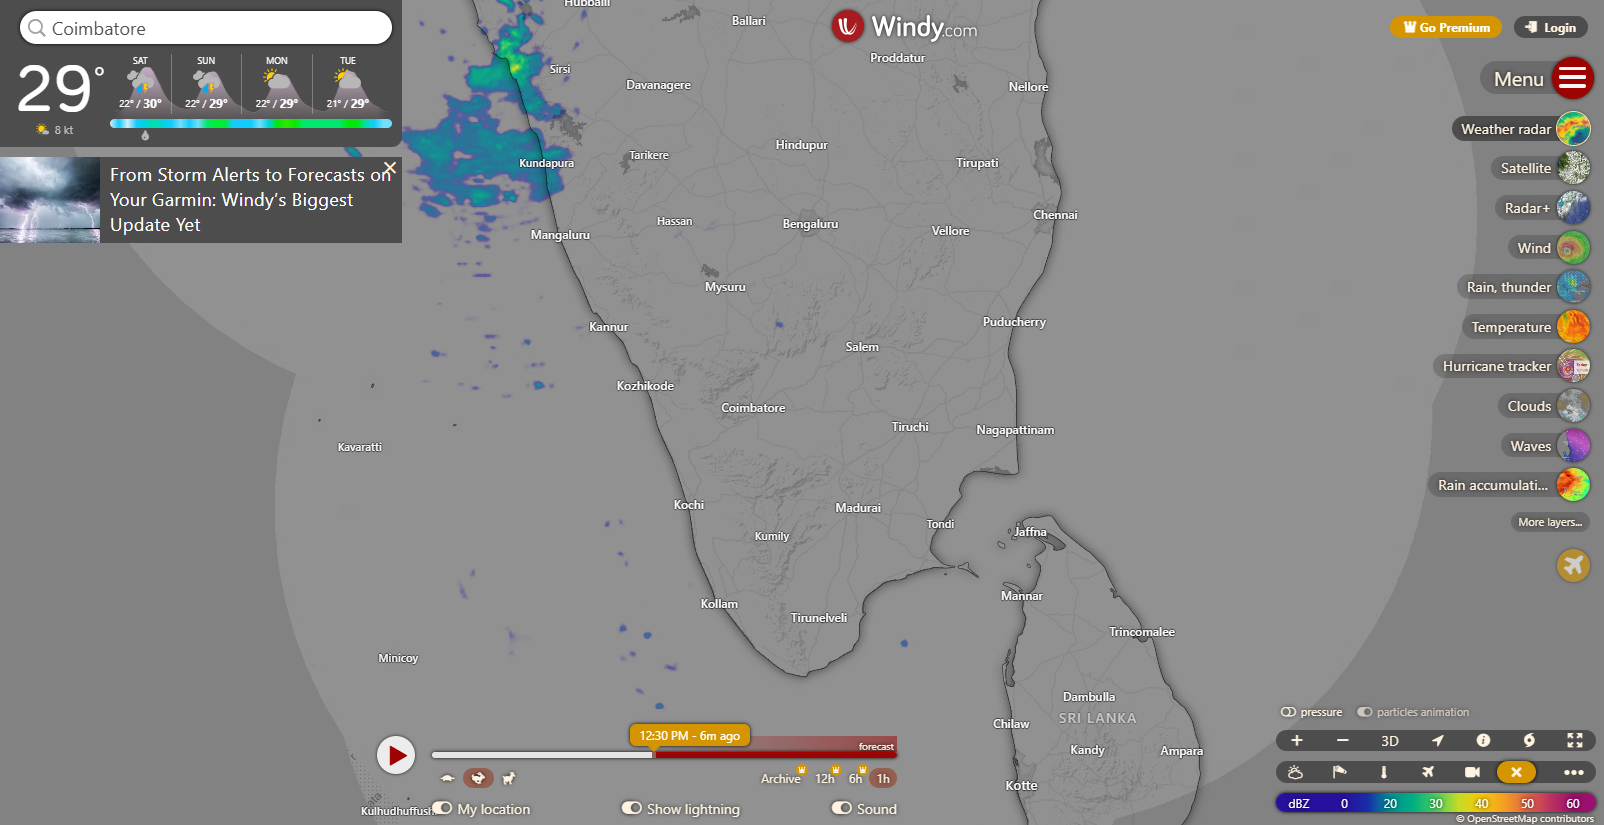 Coimbatore
29°
8 kt
SAT
22° / 30°
SUN
22° / 29°
MON
22° / 29°
TUE
21° / 29°
From Storm Alerts to Forecasts on
Your Garmin: Windy’s Biggest
Update Yet
Windy.com
Go Premium
Login
Menu
Weather radar
Satellite
Radar+
Wind
Rain, thunder
Temperature
Hurricane tracker
Clouds
Waves
Rain accumulati...
More layers...
Hubballi
Ballari
Proddatur
Sirsi
Davanagere
Nellore
Kundapura
Tarikere
Hindupur
Tirupati
Mangaluru
Hassan
Bengaluru
Vellore
Chennai
Mysuru
Kannur
Salem
Puducherry
Kozhikode
Coimbatore
Tiruchi
Nagapattinam
Kavaratti
Kochi
Madurai
Kumily
Tondi
Jaffna
Mannar
Kollam
Tirunelveli
Trincomalee
Minicoy
Dambulla
SRI LANKA
Chilaw
Kandy
Ampara
Kotte
Kulhudhuffush
12:30 PM - 6m ago
forecast
Archive
12h
6h
1h
My location
Show lightning
Sound
pressure
particles animation
3D
dBZ 0 20 30 40 50 60
© OpenStreetMap contributors